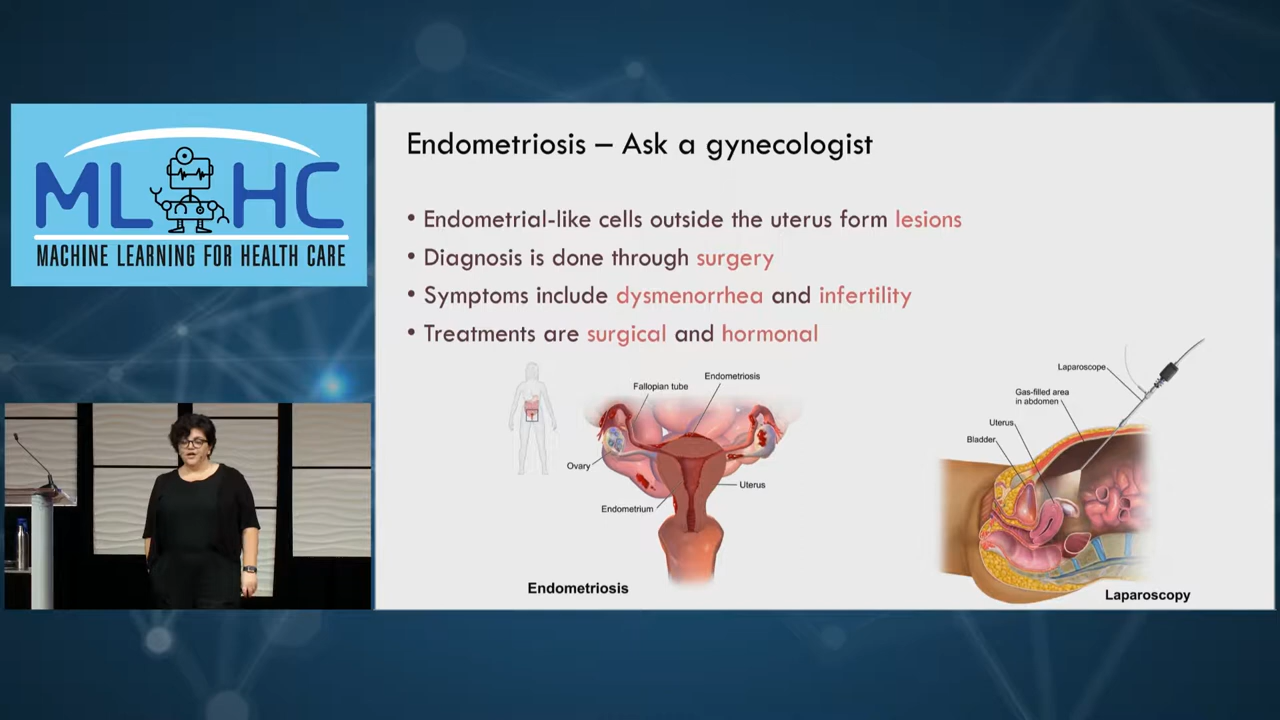 ML HC
MACHINE LEARNING FOR HEALTH CARE
Endometriosis – Ask a gynecologist
• Endometrial-like cells outside the uterus form lesions
• Diagnosis is done through surgery
• Symptoms include dysmenorrhea and infertility
• Treatments are surgical and hormonal
Endometriosis
Fallopian tube
Ovary
Uterus
Endometrium
Endometriosis
Laparoscope
Gas-filled area
in abdomen
Uterus
Bladder
Laparoscopy